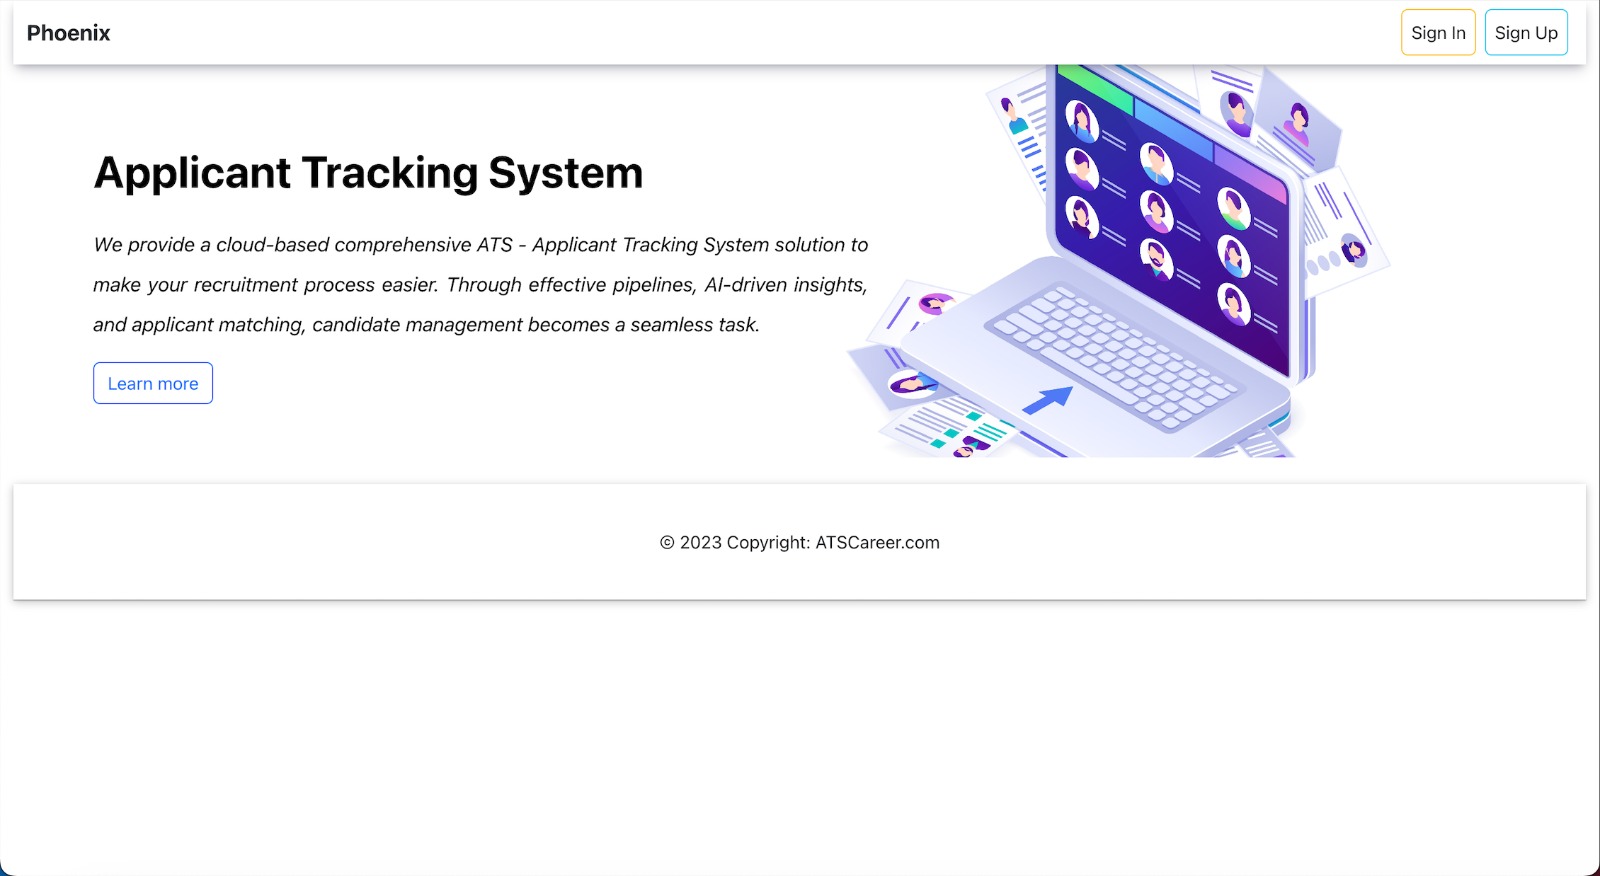 Phoenix
Sign In
Sign Up
Applicant Tracking System
We provide a cloud-based comprehensive ATS - Applicant Tracking System solution to
make your recruitment process easier. Through effective pipelines, AI-driven insights,
and applicant matching, candidate management becomes a seamless task.
Learn more
© 2023 Copyright: ATSCareer.com